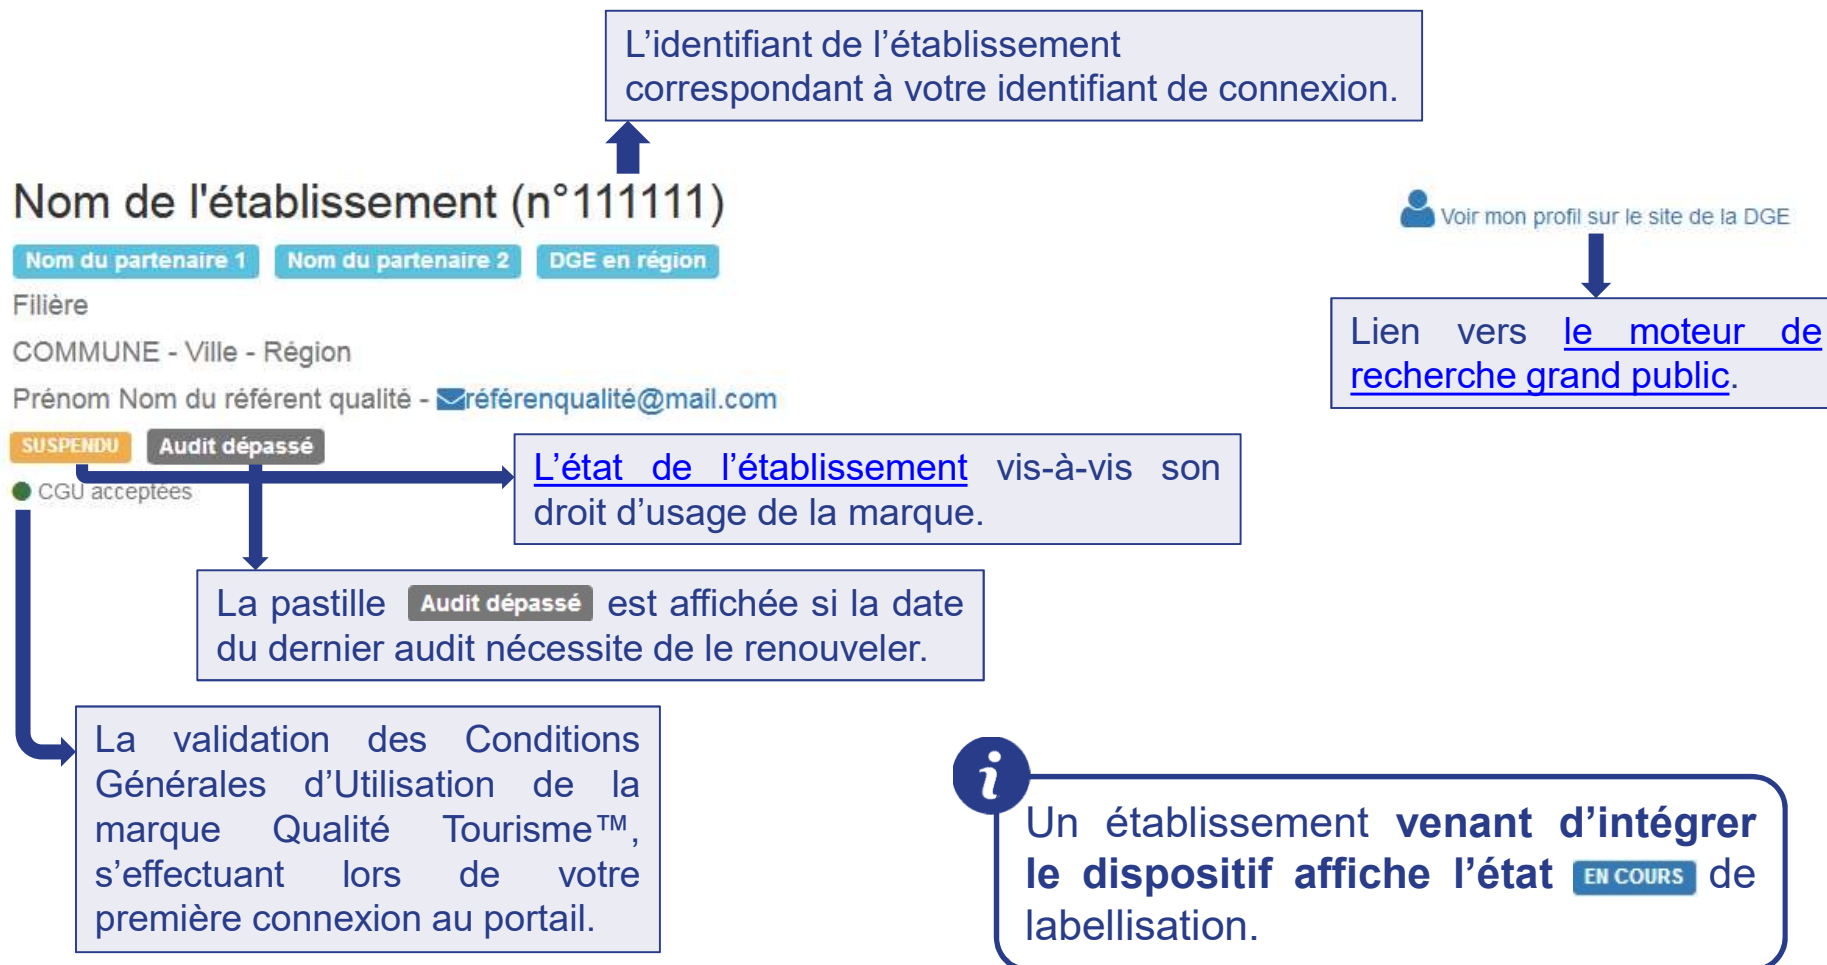 L'identifiant de l'établissement
correspondant à votre identifiant de connexion.
Nom de l'établissement (n°111111)
Voir mon profil sur le site de la DGE
Nom du partenaire 1 Nom du partenaire 2 DGE en région
Filière
COMMUNE - Ville - Région
Prénom Nom du référent qualité - référenqualité@mail.com
Lien vers le moteur de
recherche grand public.
SUSPENDU Audit dépassé
CGU acceptées
L'état de l'établissement vis-à-vis son
droit d'usage de la marque.
La pastille Audit dépassé est affichée si la date
du dernier audit nécessite de le renouveler.
La validation des Conditions
Générales d'Utilisation de la
marque Qualité Tourisme™,
s'effectuant lors de votre
première connexion au portail.
i
Un établissement venant d'intégrer
le dispositif affiche l'état EN COURS de
labellisation.